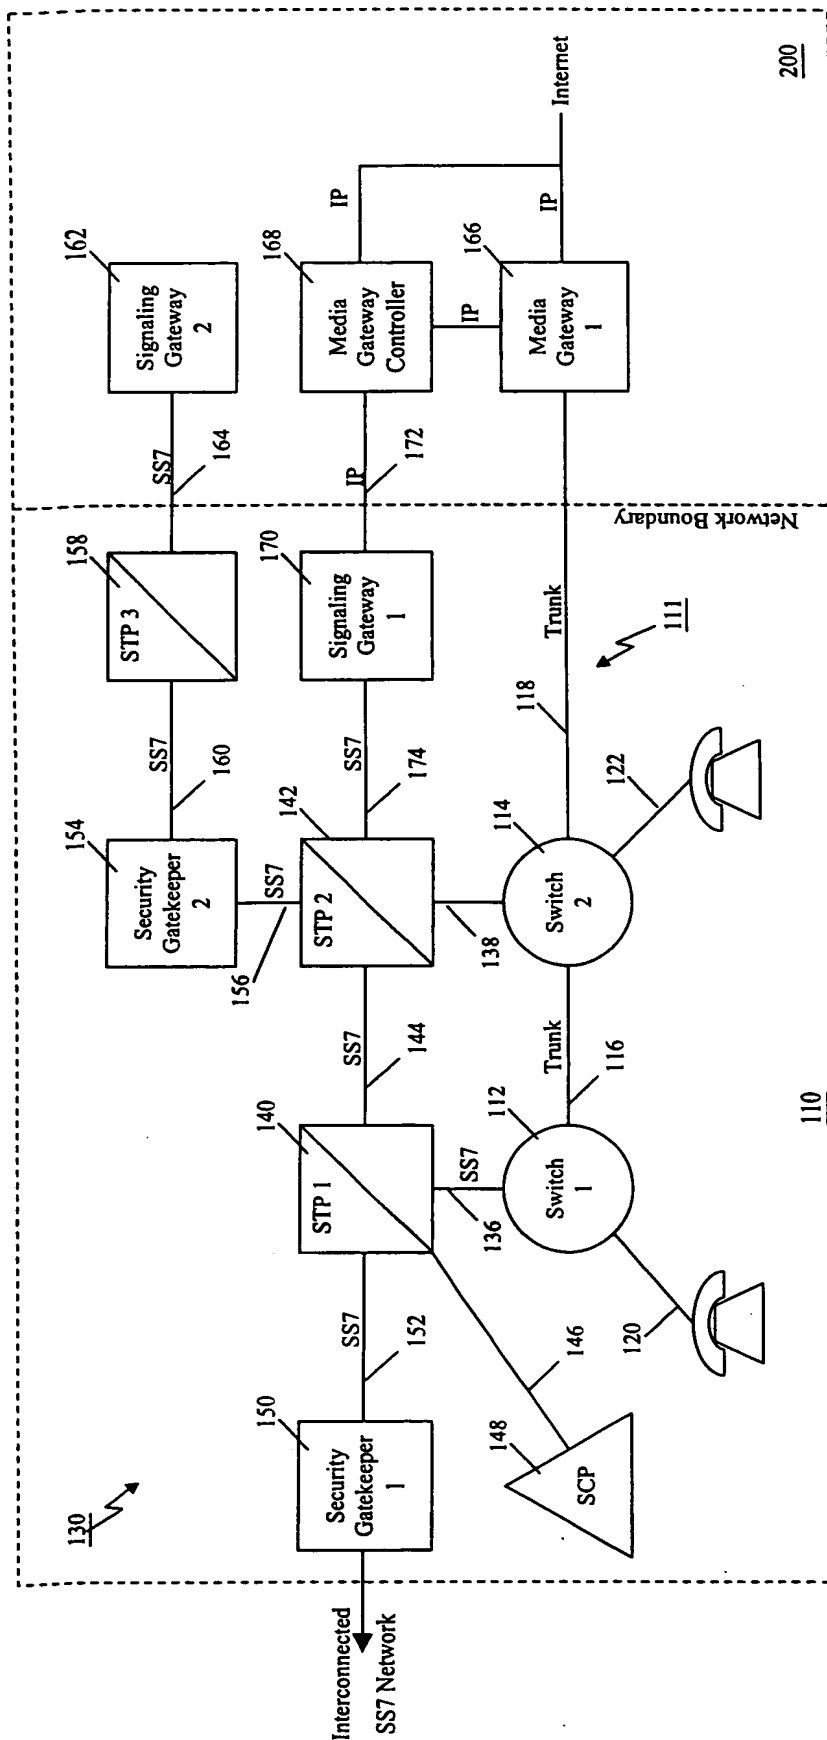 130
Interconnected
SS7 Network
150
Security
Gatekeeper
1
SS7
152
140
STP 1
SS7
144
142
STP 2
SS7
174
170
Signaling
Gateway
1
IP
172
168
Media
Gateway
Controller
IP
154
Security
Gatekeeper
2
SS7
156
SS7
160
158
STP 3
SS7
164
162
Signaling
Gateway
2
148
SCP
146
SS7
136
112
Switch
1
120
Trunk
116
138
114
Switch
2
122
118
Trunk
111
IP
166
Media
Gateway
1
IP
Internet
Network Boundary
110
200